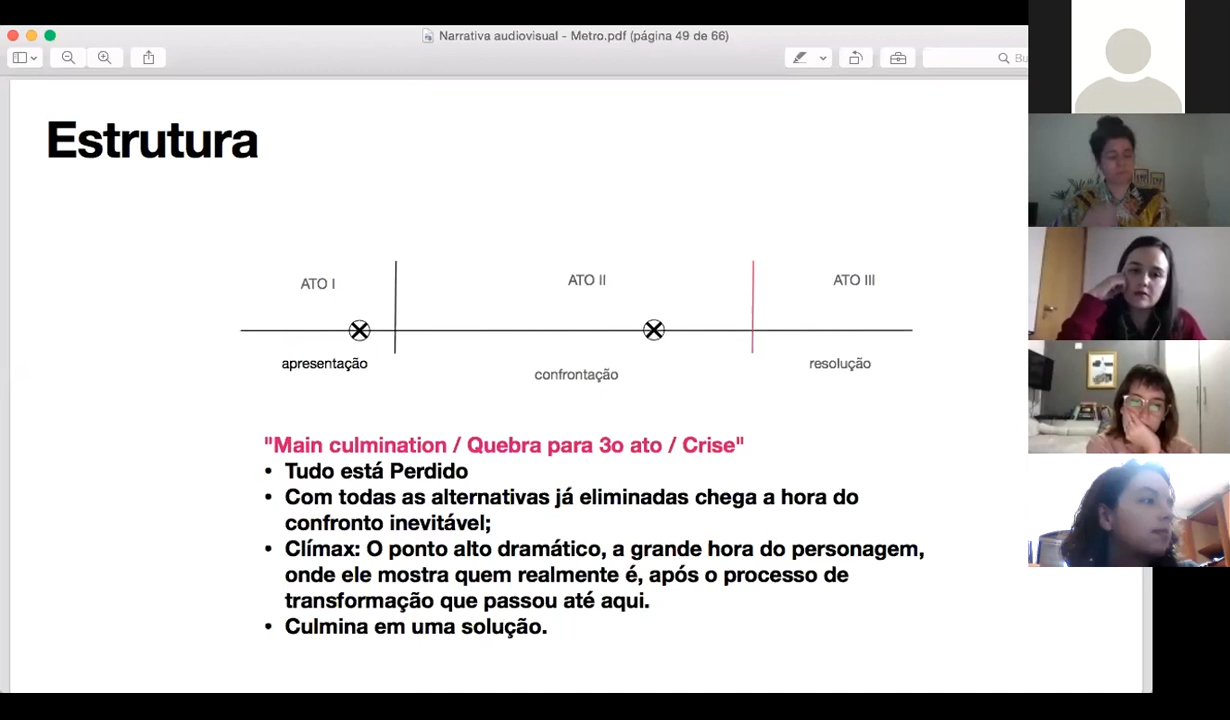 Narrativa audiovisual - Metro.pdf (página 49 de 66)
Bu
Estrutura
ATO I
ATO II
ATO III
apresentação
confrontação
resolução
"Main culmination / Quebra para 3o ato / Crise"
• Tudo está Perdido
• Com todas as alternativas já eliminadas chega a hora do
confronto inevitável;
• Clímax: O ponto alto dramático, a grande hora do personagem,
onde ele mostra quem realmente é, após o processo de
transformação que passou até aqui.
• Culmina em uma solução.